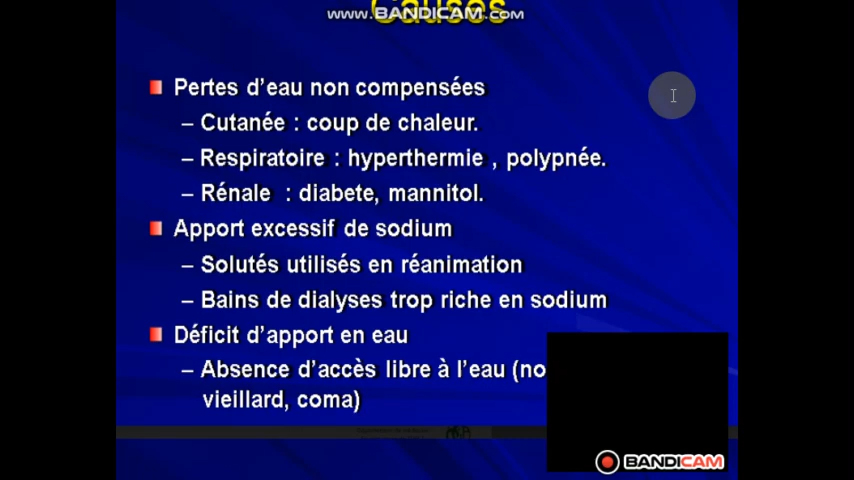 www.BANDICAM.com
Causes
Pertes d'eau non compensées
– Cutanée : coup de chaleur.
– Respiratoire : hyperthermie , polypnée.
– Rénale : diabete, mannitol.
Apport excessif de sodium
– Solutés utilisés en réanimation
– Bains de dialyses trop riche en sodium
Déficit d'apport en eau
– Absence d'accès libre à l'eau (no
vieillard, coma)
BANDICAM